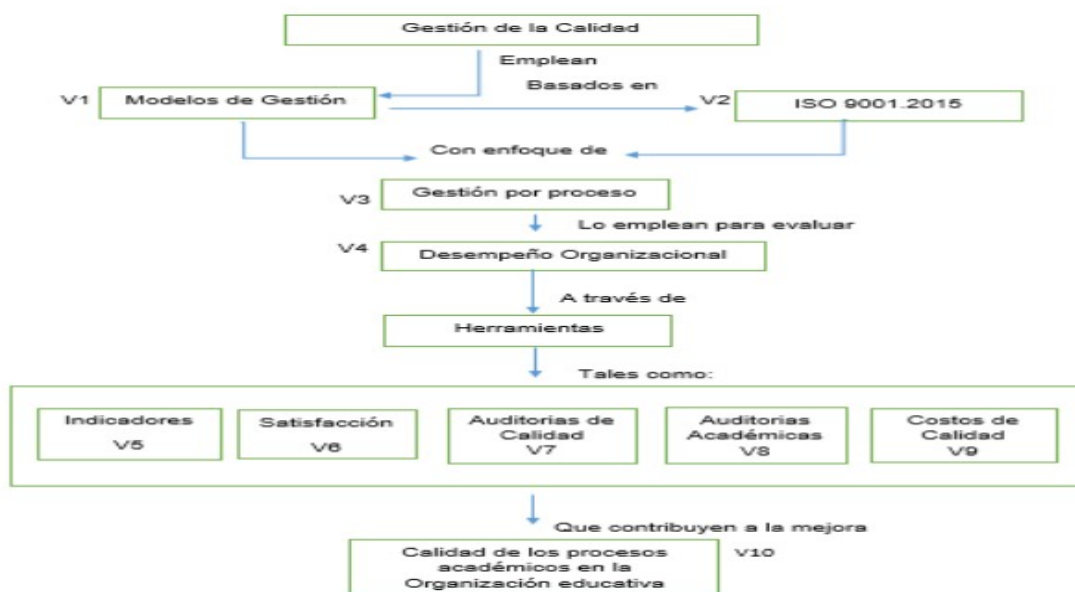 Gestión de la Calidad
Emplean
Basados en
V1
Modelos de Gestión
V2
ISO 9001.2015
Con enfoque de
V3
Gestión por proceso
Lo emplean para evaluar
V4
Desempeño Organizacional
A través de
Herramientas
Tales como:
Indicadores
V5
Satisfacción
V6
Auditorias de
Calidad
V7
Auditorias
Académicas
V8
Costos de
Calidad
V9
Que contribuyen a la mejora
Calidad de los procesos
académicos en la
Organización educativa
V10